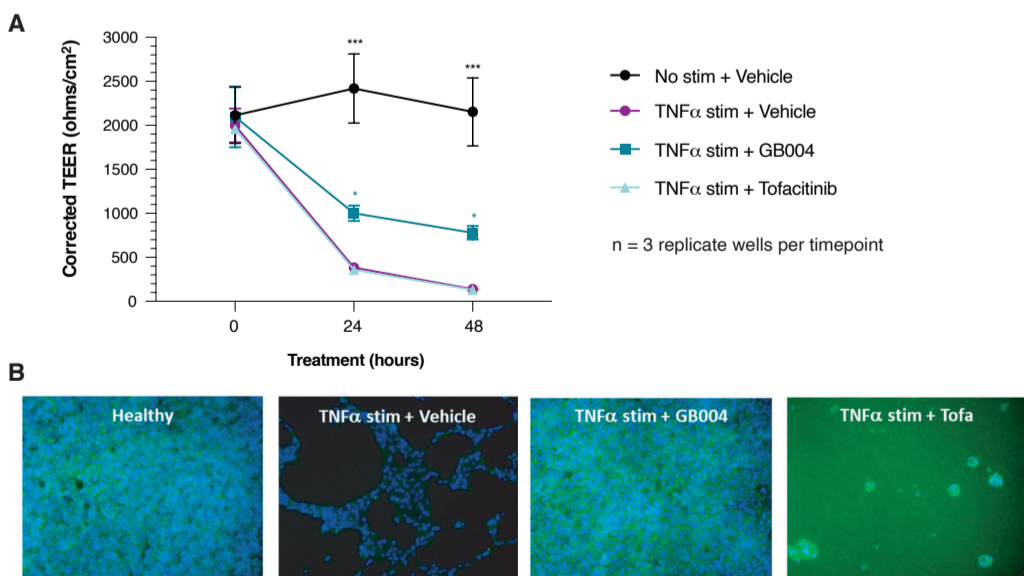 A
Corrected TEER (ohms/cm²)
3000
2500
2000
1500
1000
500
0
***
***
*
*
0
24
48
Treatment (hours)
No stim + Vehicle
TNFα stim + Vehicle
TNFα stim + GB004
TNFα stim + Tofacitinib
n = 3 replicate wells per timepoint
B
Healthy
TNFα stim + Vehicle
TNFα stim + GB004
TNFα stim + Tofa